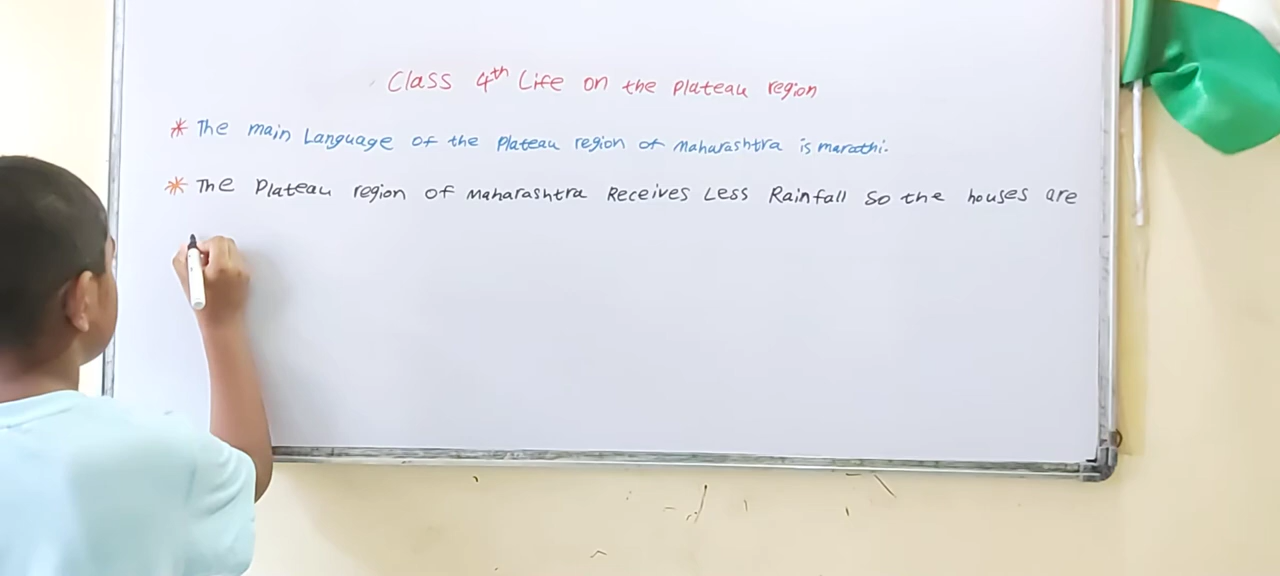 Class 4th Life on the Plateau region
* The main Language of the Plateau region of Maharashtra is marathi.
* The Plateau region of Maharashtra Receives Less Rainfall So the houses are